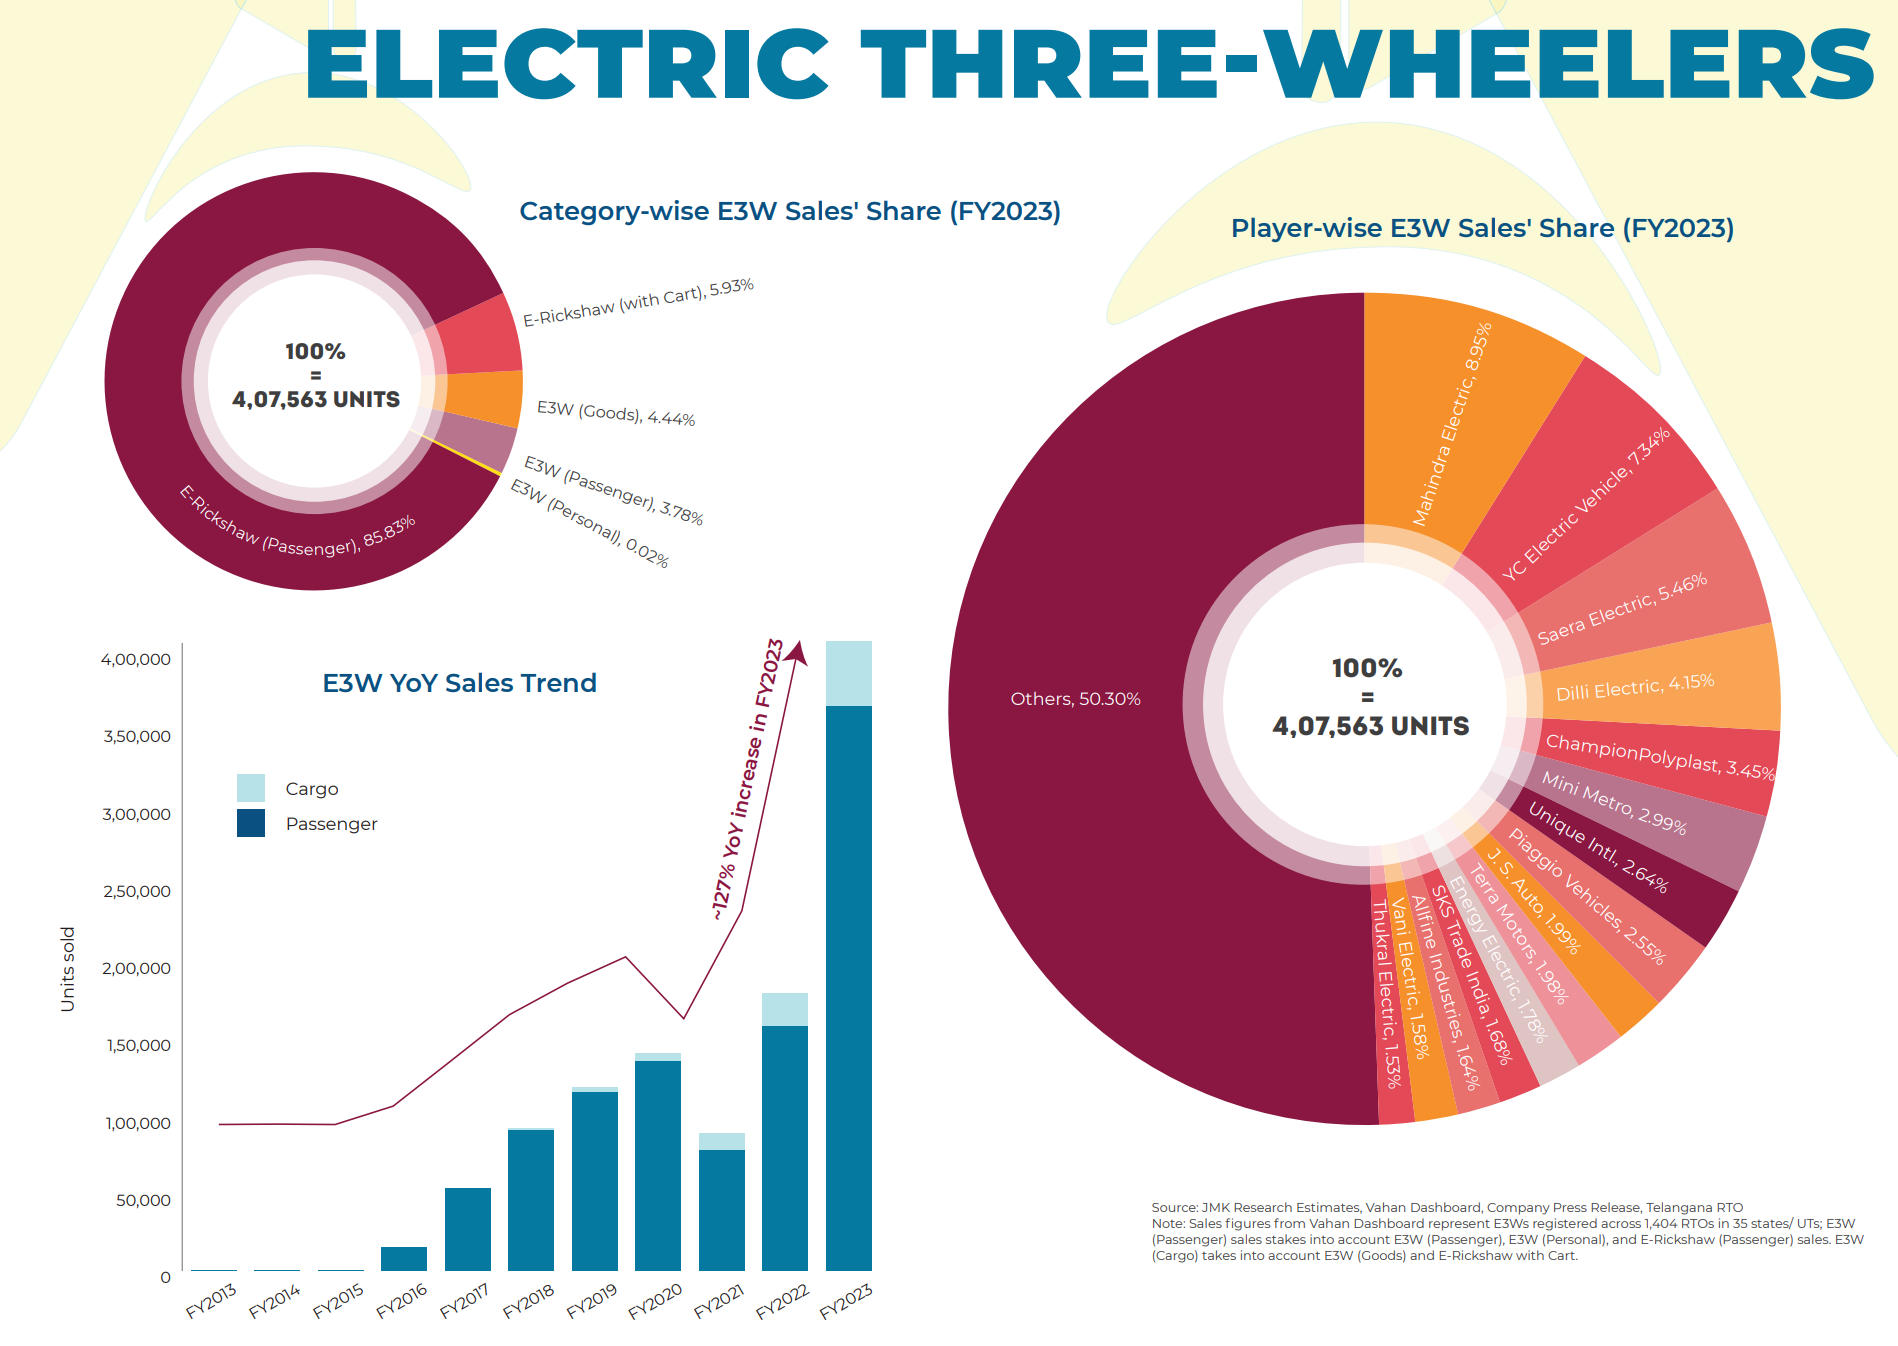 ELECTRIC THREE-WHEELERS
Category-wise E3W Sales' Share (FY2023)
E-Rickshaw (with Cart), 5.93%
E3W (Goods), 4.44%
E3W (Passenger), 3.78%
E3W (Personal), 0.02%
E-Rickshaw (Passenger), 85.83%
100%
=
4,07,563 UNITS
E3W YoY Sales Trend
Cargo
Passenger
~127% YoY increase in FY2023
Units sold
4,00,000
3,50,000
3,00,000
2,50,000
2,00,000
1,50,000
1,00,000
50,000
0
FY2013
FY2014
FY2015
FY2016
FY2017
FY2018
FY2019
FY2020
FY2021
FY2022
FY2023
Player-wise E3W Sales' Share (FY2023)
Mahindra Electric, 8.95%
YC Electric Vehicle, 7.34%
Saera Electric, 5.46%
Dilli Electric, 4.15%
ChampionPolyplast, 3.45%
Mini Metro, 2.99%
Unique Intl., 2.64%
Piaggio Vehicles, 2.55%
J. S. Auto, 1.99%
Terra Motors, 1.98%
Energy Electric, 1.78%
SKS Trade India, 1.68%
Allfine Industries, 1.64%
Vani Electric, 1.58%
Thukral Electric, 1.53%
Others, 50.30%
100%
=
4,07,563 UNITS
Source: JMK Research Estimates, Vahan Dashboard, Company Press Release, Telangana RTO
Note: Sales figures from Vahan Dashboard represent E3Ws registered across 1,404 RTOs in 35 states/ UTs; E3W
(Passenger) sales stakes into account E3W (Passenger), E3W (Personal), and E-Rickshaw (Passenger) sales. E3W
(Cargo) takes into account E3W (Goods) and E-Rickshaw with Cart.